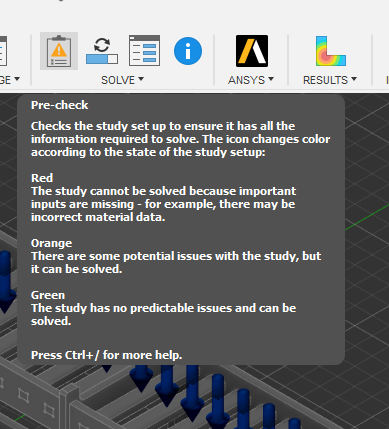 GE ▾ SOLVE ▾ ANSYS ▾ RESULTS ▾
Pre-check
Checks the study set up to ensure it has all the
information required to solve. The icon changes color
according to the state of the study setup:
Red
The study cannot be solved because important
inputs are missing - for example, there may be
incorrect material data.
Orange
There are some potential issues with the study, but
it can be solved.
Green
The study has no predictable issues and can be
solved.
Press Ctrl+/ for more help.